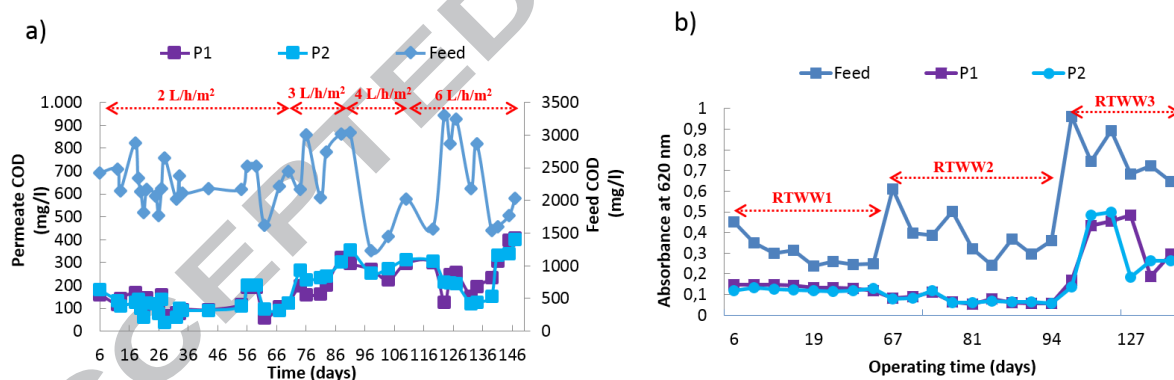 a)
P1 P2 Feed
2 L/h/m² 3 L/h/m² 4 L/h/m² 6 L/h/m²
Permeate COD
(mg/l)
1.000
900
800
700
600
500
400
300
200
100
0
3500
3000
2500
2000
1500
1000
500
0
Feed COD
(mg/l)
6 16 26 36 46 56 66 76 86 96 106 116 126 136 146
Time (days)
b)
Feed P1 P2
RTWW1
RTWW2
RTWW3
Absorbance at 620 nm
1
0,9
0,8
0,7
0,6
0,5
0,4
0,3
0,2
0,1
0
6 19 67 81 94 127
Operating time (days)
CEPTED